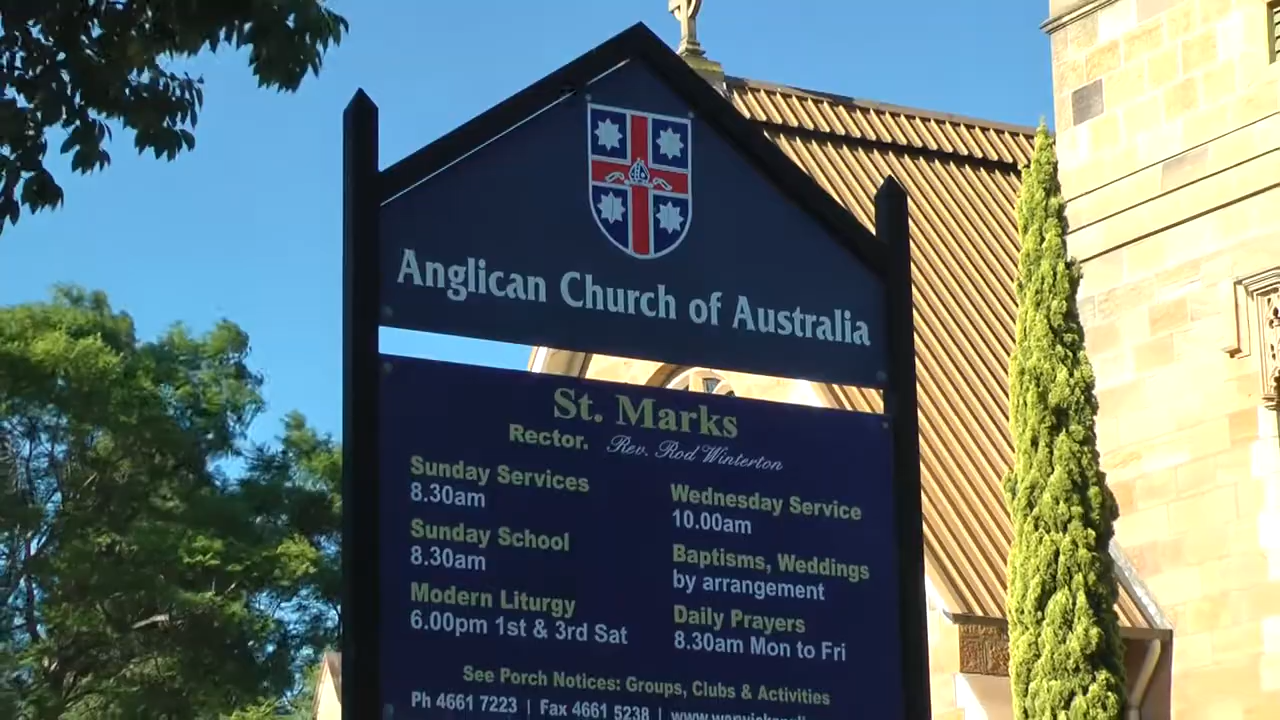 Anglican Church of Australia
St. Marks
Rector. Rev. Rod Winterton
Sunday Services
8.30am
Sunday School
8.30am
Modern Liturgy
6.00pm 1st & 3rd Sat
Wednesday Service
10.00am
Baptisms, Weddings
by arrangement
Daily Prayers
8.30am Mon to Fri
See Porch Notices: Groups, Clubs & Activities
Ph 4661 7223 | Fax 4661 5238 |